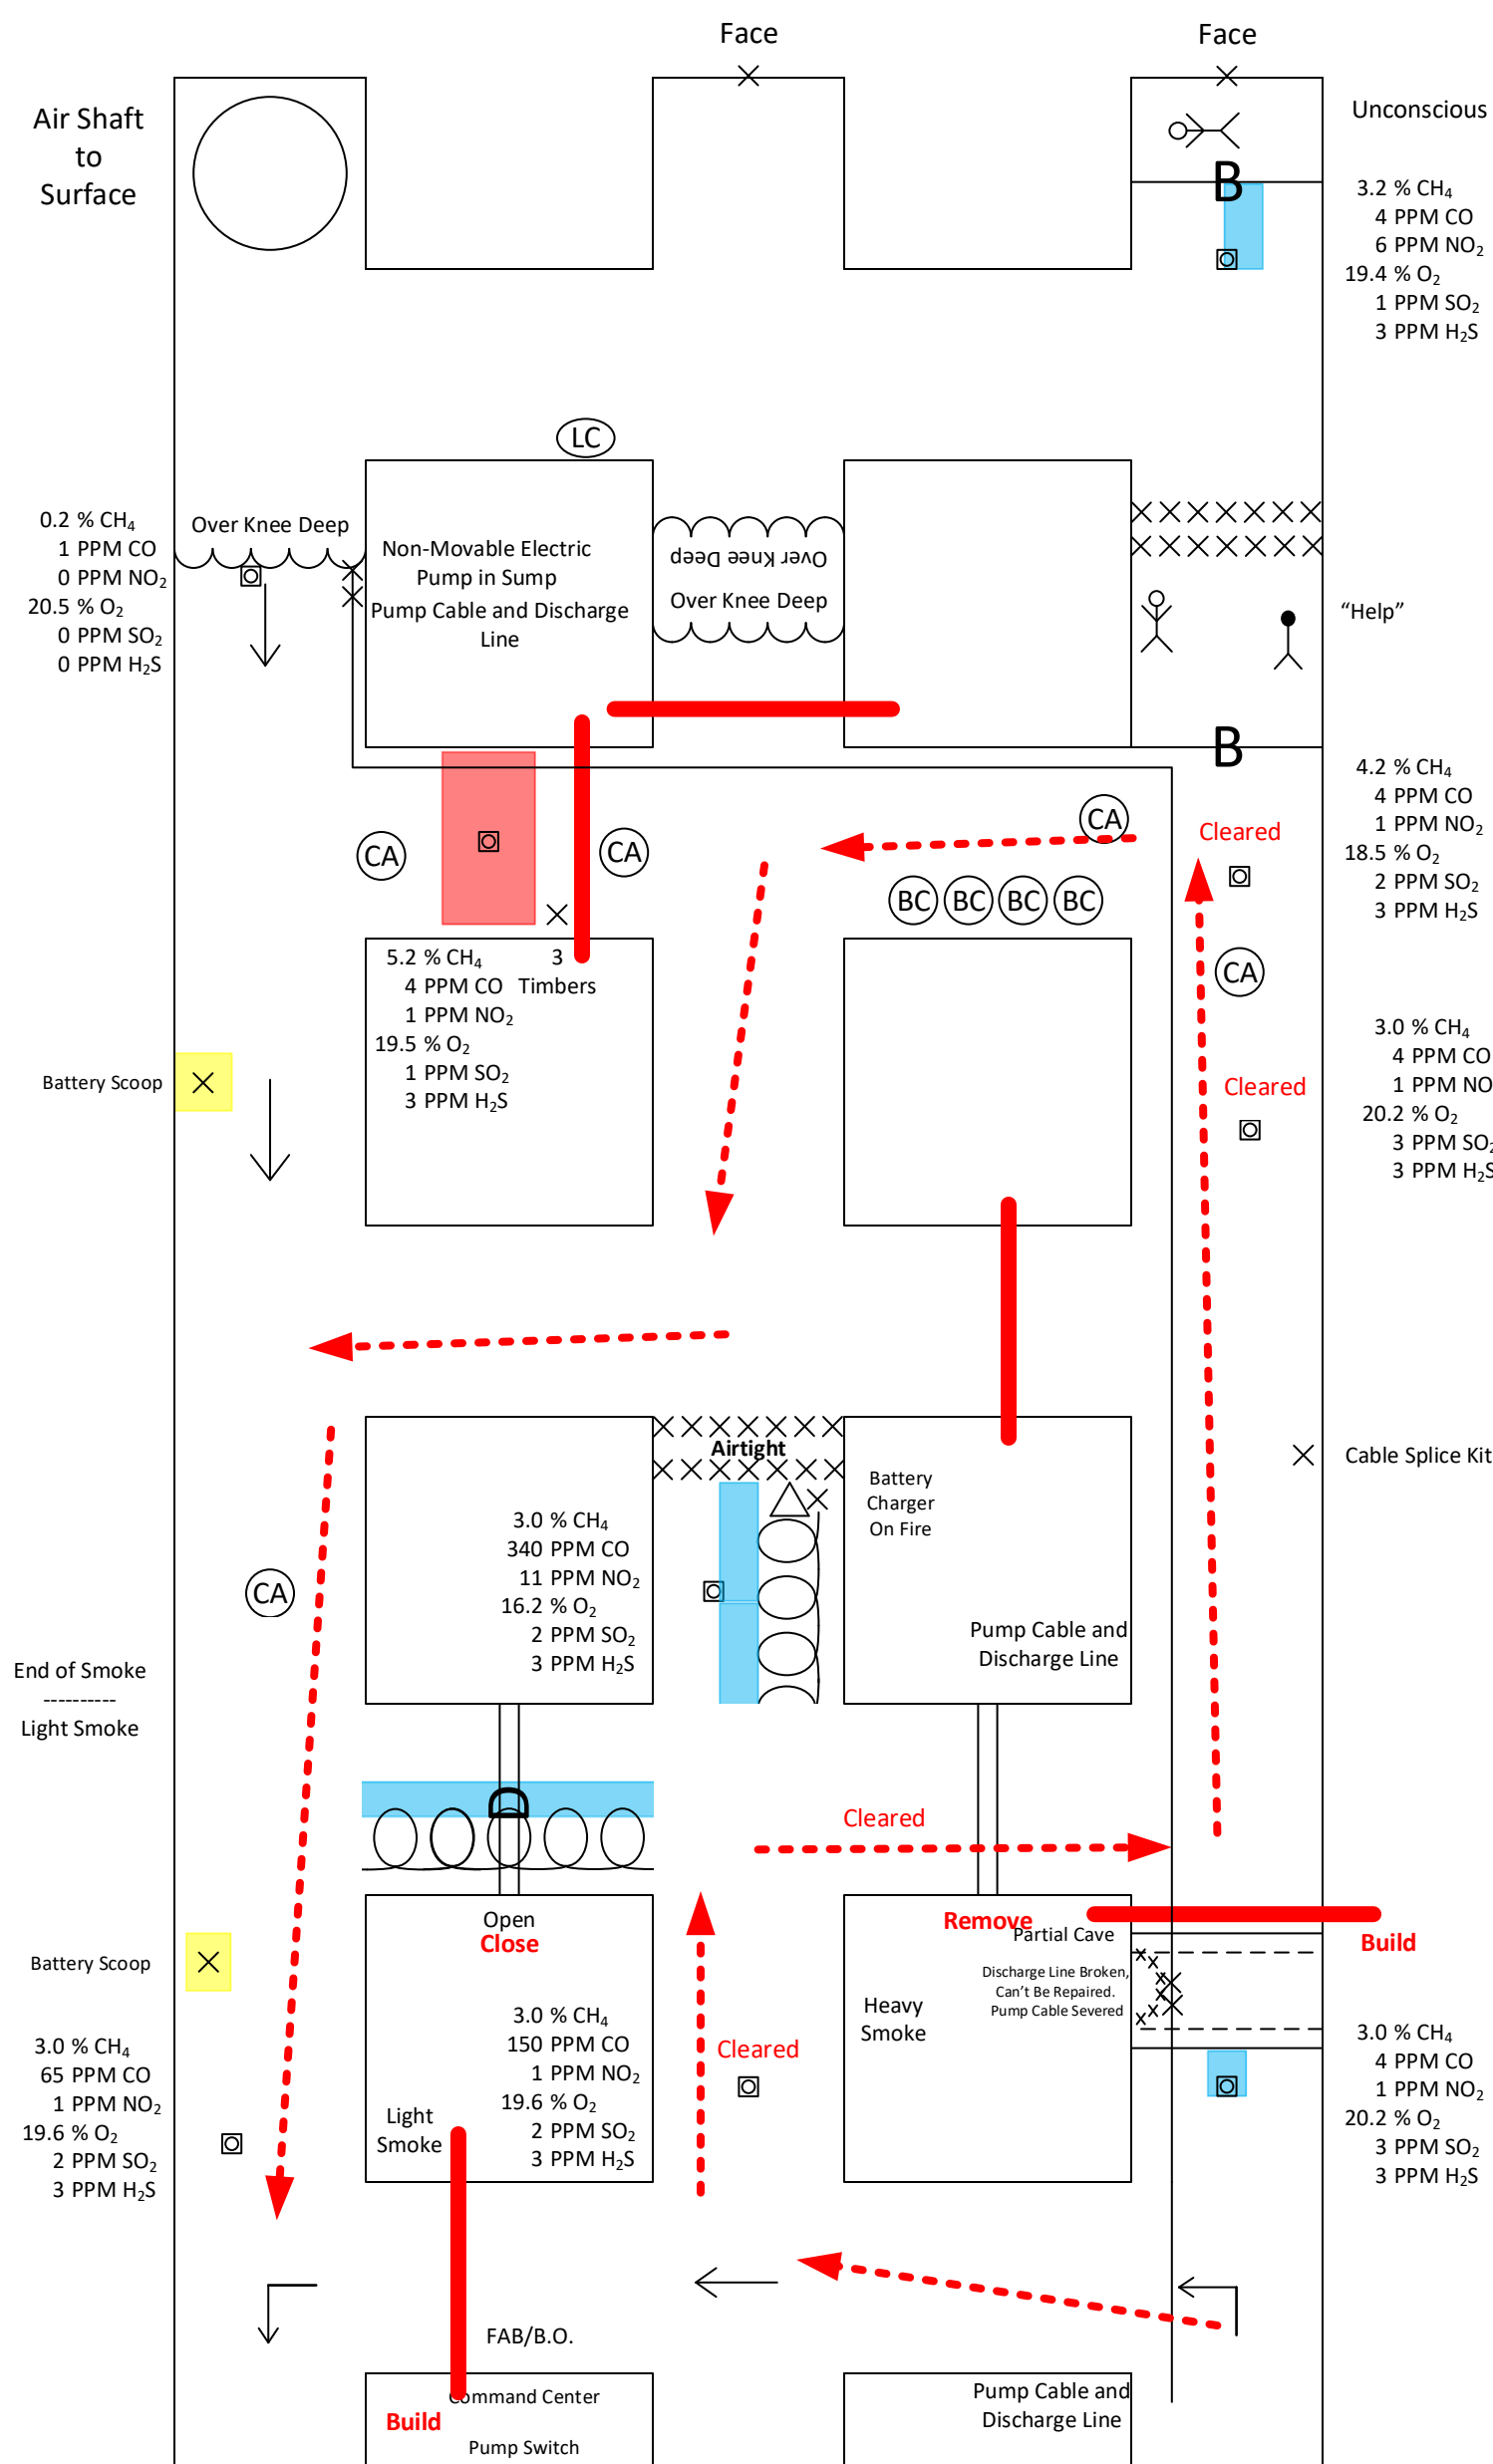 Face
Face
Air Shaft
to
Surface
Unconscious
B
3.2 % CH₄
4 PPM CO
6 PPM NO₂
19.4 % O₂
1 PPM SO₂
3 PPM H₂S
LC
0.2 % CH₄
1 PPM CO
0 PPM NO₂
20.5 % O₂
0 PPM SO₂
0 PPM H₂S
Over Knee Deep
Non-Movable Electric
Pump in Sump
Pump Cable and Discharge
Line
Over Knee Deep
Over Knee Deep
"Help"
B
4.2 % CH₄
4 PPM CO
1 PPM NO₂
18.5 % O₂
2 PPM SO₂
3 PPM H₂S
CA
CA
CA
Cleared
BC
BC
BC
BC
CA
5.2 % CH₄
4 PPM CO
1 PPM NO₂
19.5 % O₂
1 PPM SO₂
3 PPM H₂S
3
Timbers
3.0 % CH₄
4 PPM CO
1 PPM NO
20.2 % O₂
3 PPM SO₂
3 PPM H₂S
Battery Scoop
Cleared
Airtight
Battery
Charger
On Fire
Cable Splice Kit
3.0 % CH₄
340 PPM CO
11 PPM NO₂
16.2 % O₂
2 PPM SO₂
3 PPM H₂S
CA
Pump Cable and
Discharge Line
End of Smoke
----------
Light Smoke
Cleared
Open
Close
Remove
Partial Cave
Build
Battery Scoop
Discharge Line Broken,
Can't Be Repaired.
Pump Cable Severed
Heavy
Smoke
3.0 % CH₄
65 PPM CO
1 PPM NO₂
19.6 % O₂
2 PPM SO₂
3 PPM H₂S
3.0 % CH₄
150 PPM CO
1 PPM NO₂
19.6 % O₂
2 PPM SO₂
3 PPM H₂S
Light
Smoke
Cleared
3.0 % CH₄
4 PPM CO
1 PPM NO₂
20.2 % O₂
3 PPM SO₂
3 PPM H₂S
FAB/B.O.
Command Center
Build
Pump Switch
Pump Cable and
Discharge Line